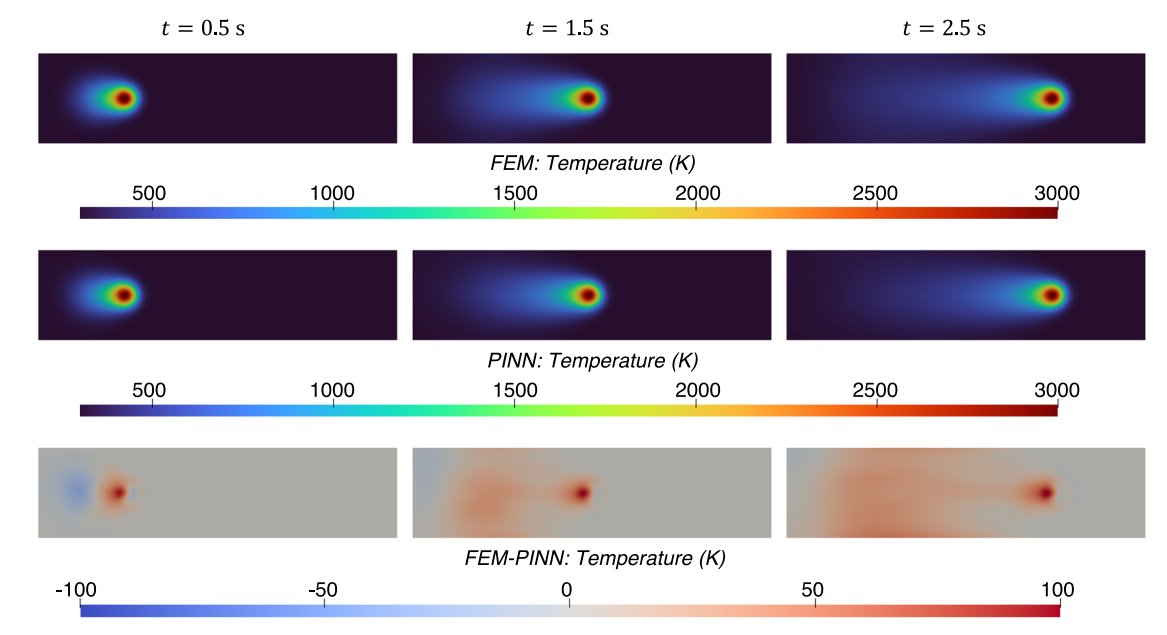 t = 0.5 s t = 1.5 s t = 2.5 s
FEM: Temperature (K)
500 1000 1500 2000 2500 3000
PINN: Temperature (K)
500 1000 1500 2000 2500 3000
FEM-PINN: Temperature (K)
-100 -50 0 50 100